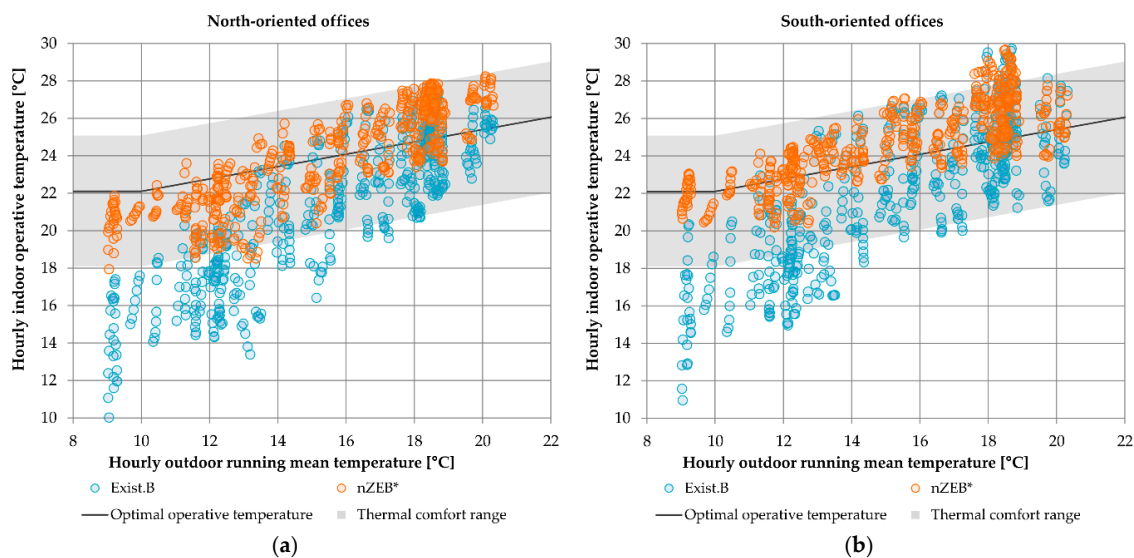 North-oriented offices
Hourly indoor operative temperature [°C]
30
28
26
24
22
20
18
16
14
12
10
8 10 12 14 16 18 20 22
Hourly outdoor running mean temperature [°C]
Exist.B nZEB*
Optimal operative temperature Thermal comfort range
(a)
South-oriented offices
Hourly indoor operative temperature [°C]
30
28
26
24
22
20
18
16
14
12
10
8 10 12 14 16 18 20 22
Hourly outdoor running mean temperature [°C]
Exist.B nZEB*
Optimal operative temperature Thermal comfort range
(b)